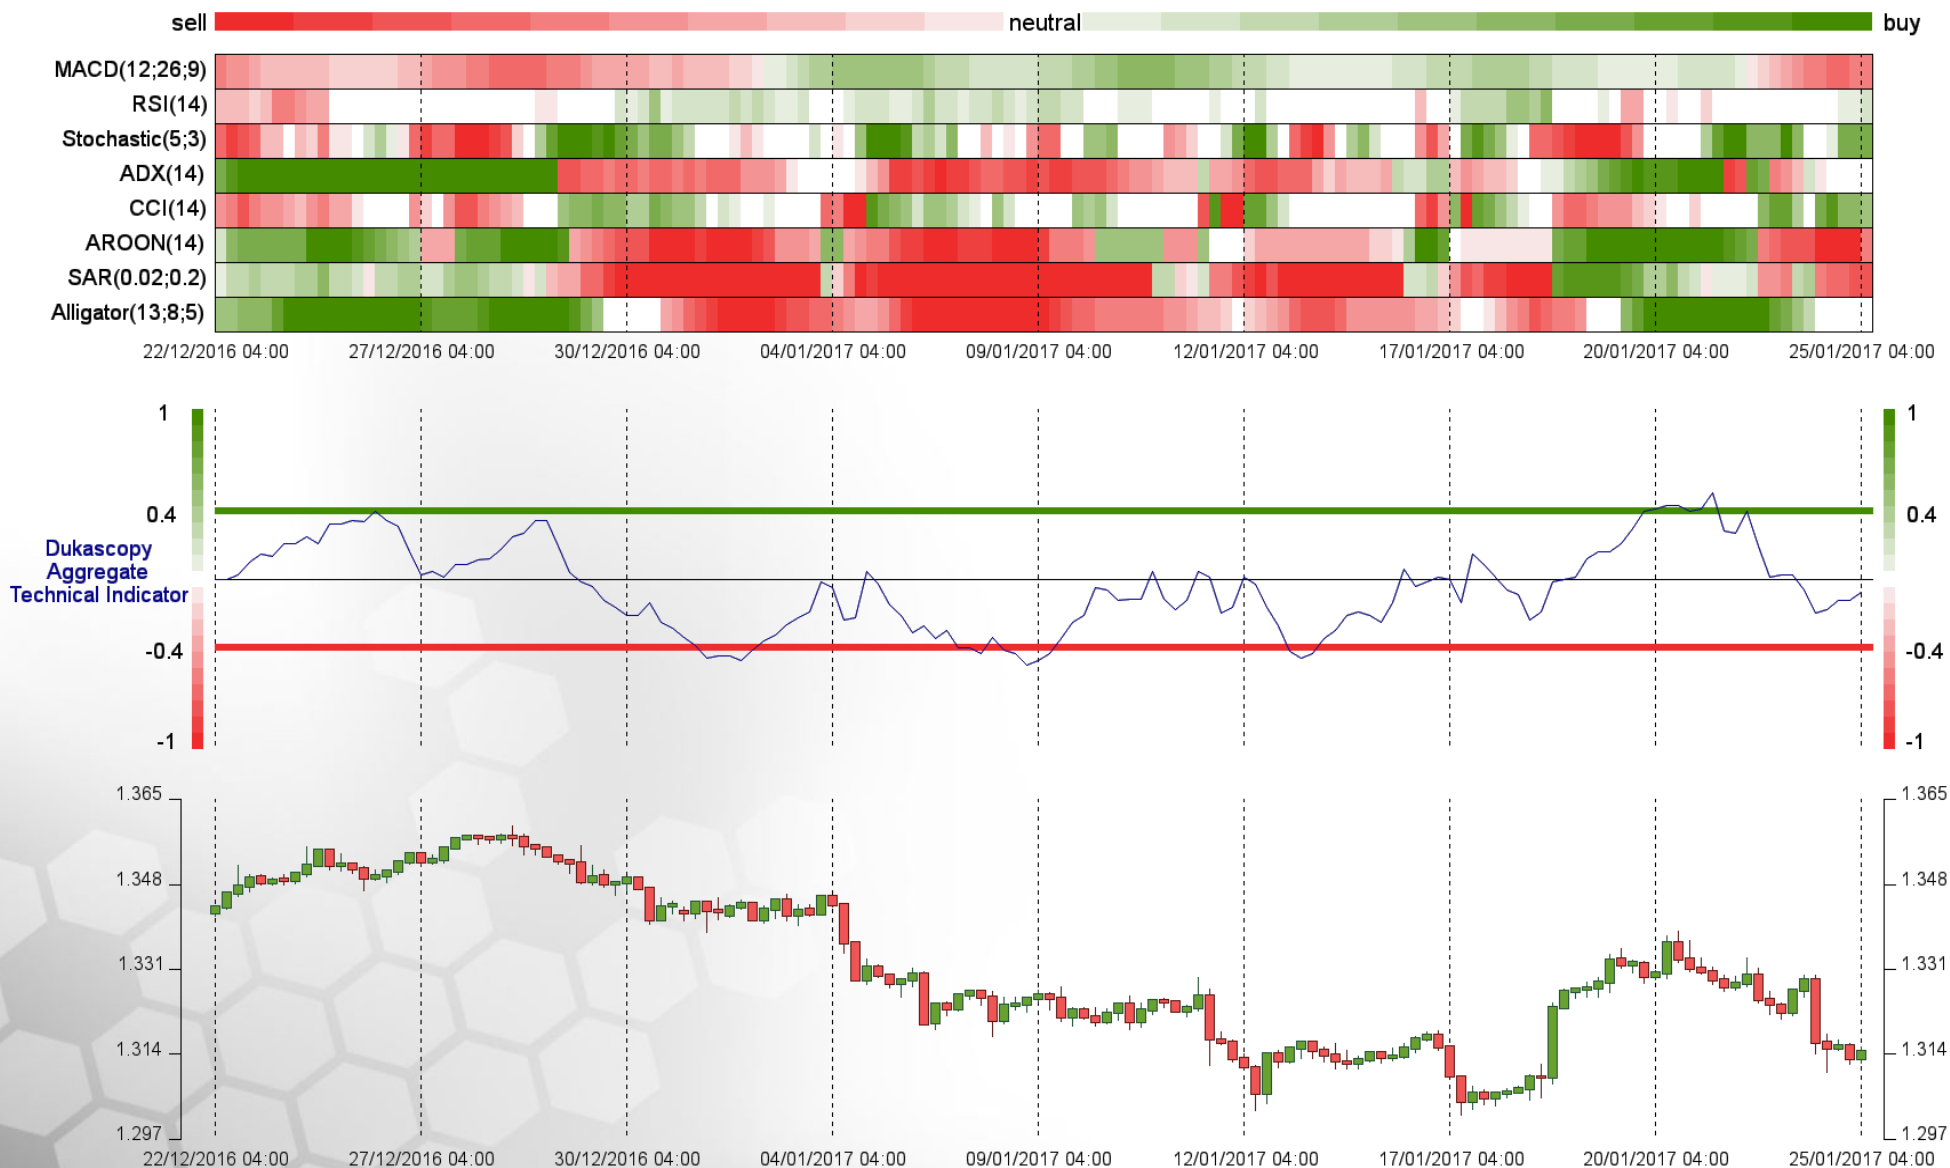 sell neutral buy
MACD(12;26;9)
RSI(14)
Stochastic(5;3)
ADX(14)
CCI(14)
AROON(14)
SAR(0.02;0.2)
Alligator(13;8;5)
22/12/2016 04:00 27/12/2016 04:00 30/12/2016 04:00 04/01/2017 04:00 09/01/2017 04:00 12/01/2017 04:00 17/01/2017 04:00 20/01/2017 04:00 25/01/2017 04:00
1 1
0.4 0.4
Dukascopy
Aggregate
Technical Indicator
-0.4 -0.4
-1 -1
1.365 1.365
1.348 1.348
1.331 1.331
1.314 1.314
1.297 1.297
22/12/2016 04:00 27/12/2016 04:00 30/12/2016 04:00 04/01/2017 04:00 09/01/2017 04:00 12/01/2017 04:00 17/01/2017 04:00 20/01/2017 04:00 25/01/2017 04:00